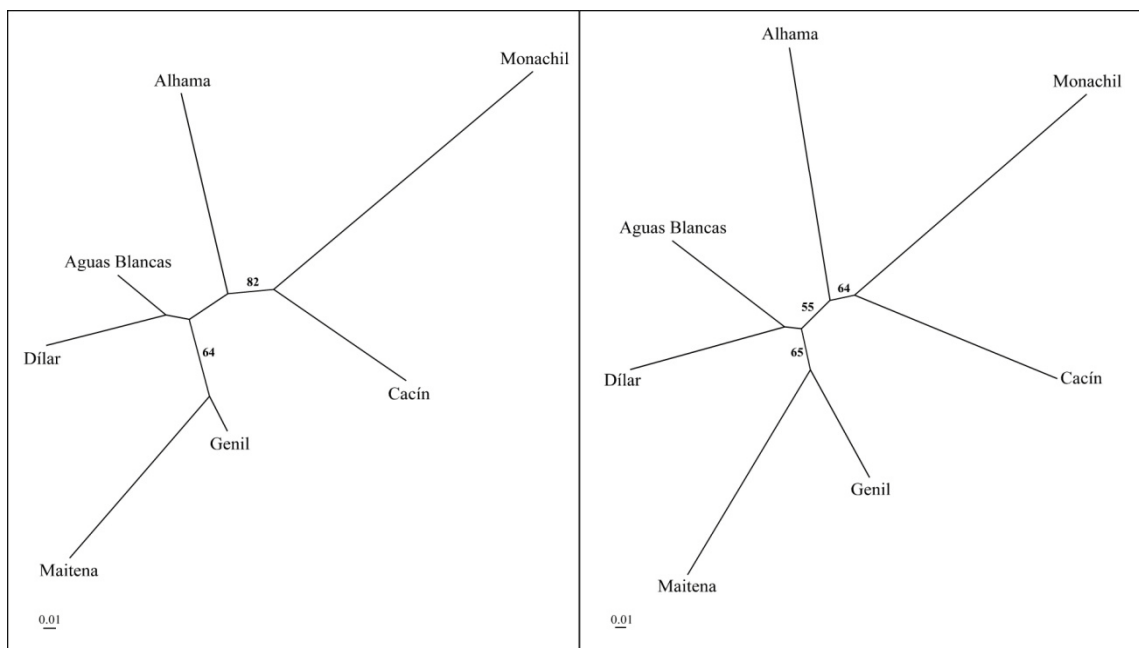 Monachil
Alhama
82
Aguas Blancas
64
Dílar
Cacín
Genil
Maitena
0.01
Alhama
Monachil
Aguas Blancas
64
55
65
Dílar
Cacín
Genil
Maitena
0.01